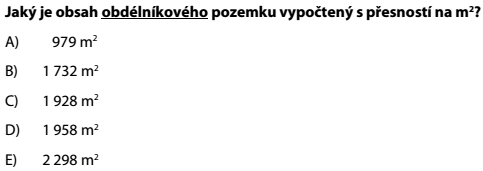 Jaký je obsah obdélníkového pozemku vypočtený s přesností na m²?
A) 979 m²
B) 1 732 m²
C) 1 928 m²
D) 1 958 m²
E) 2 298 m²